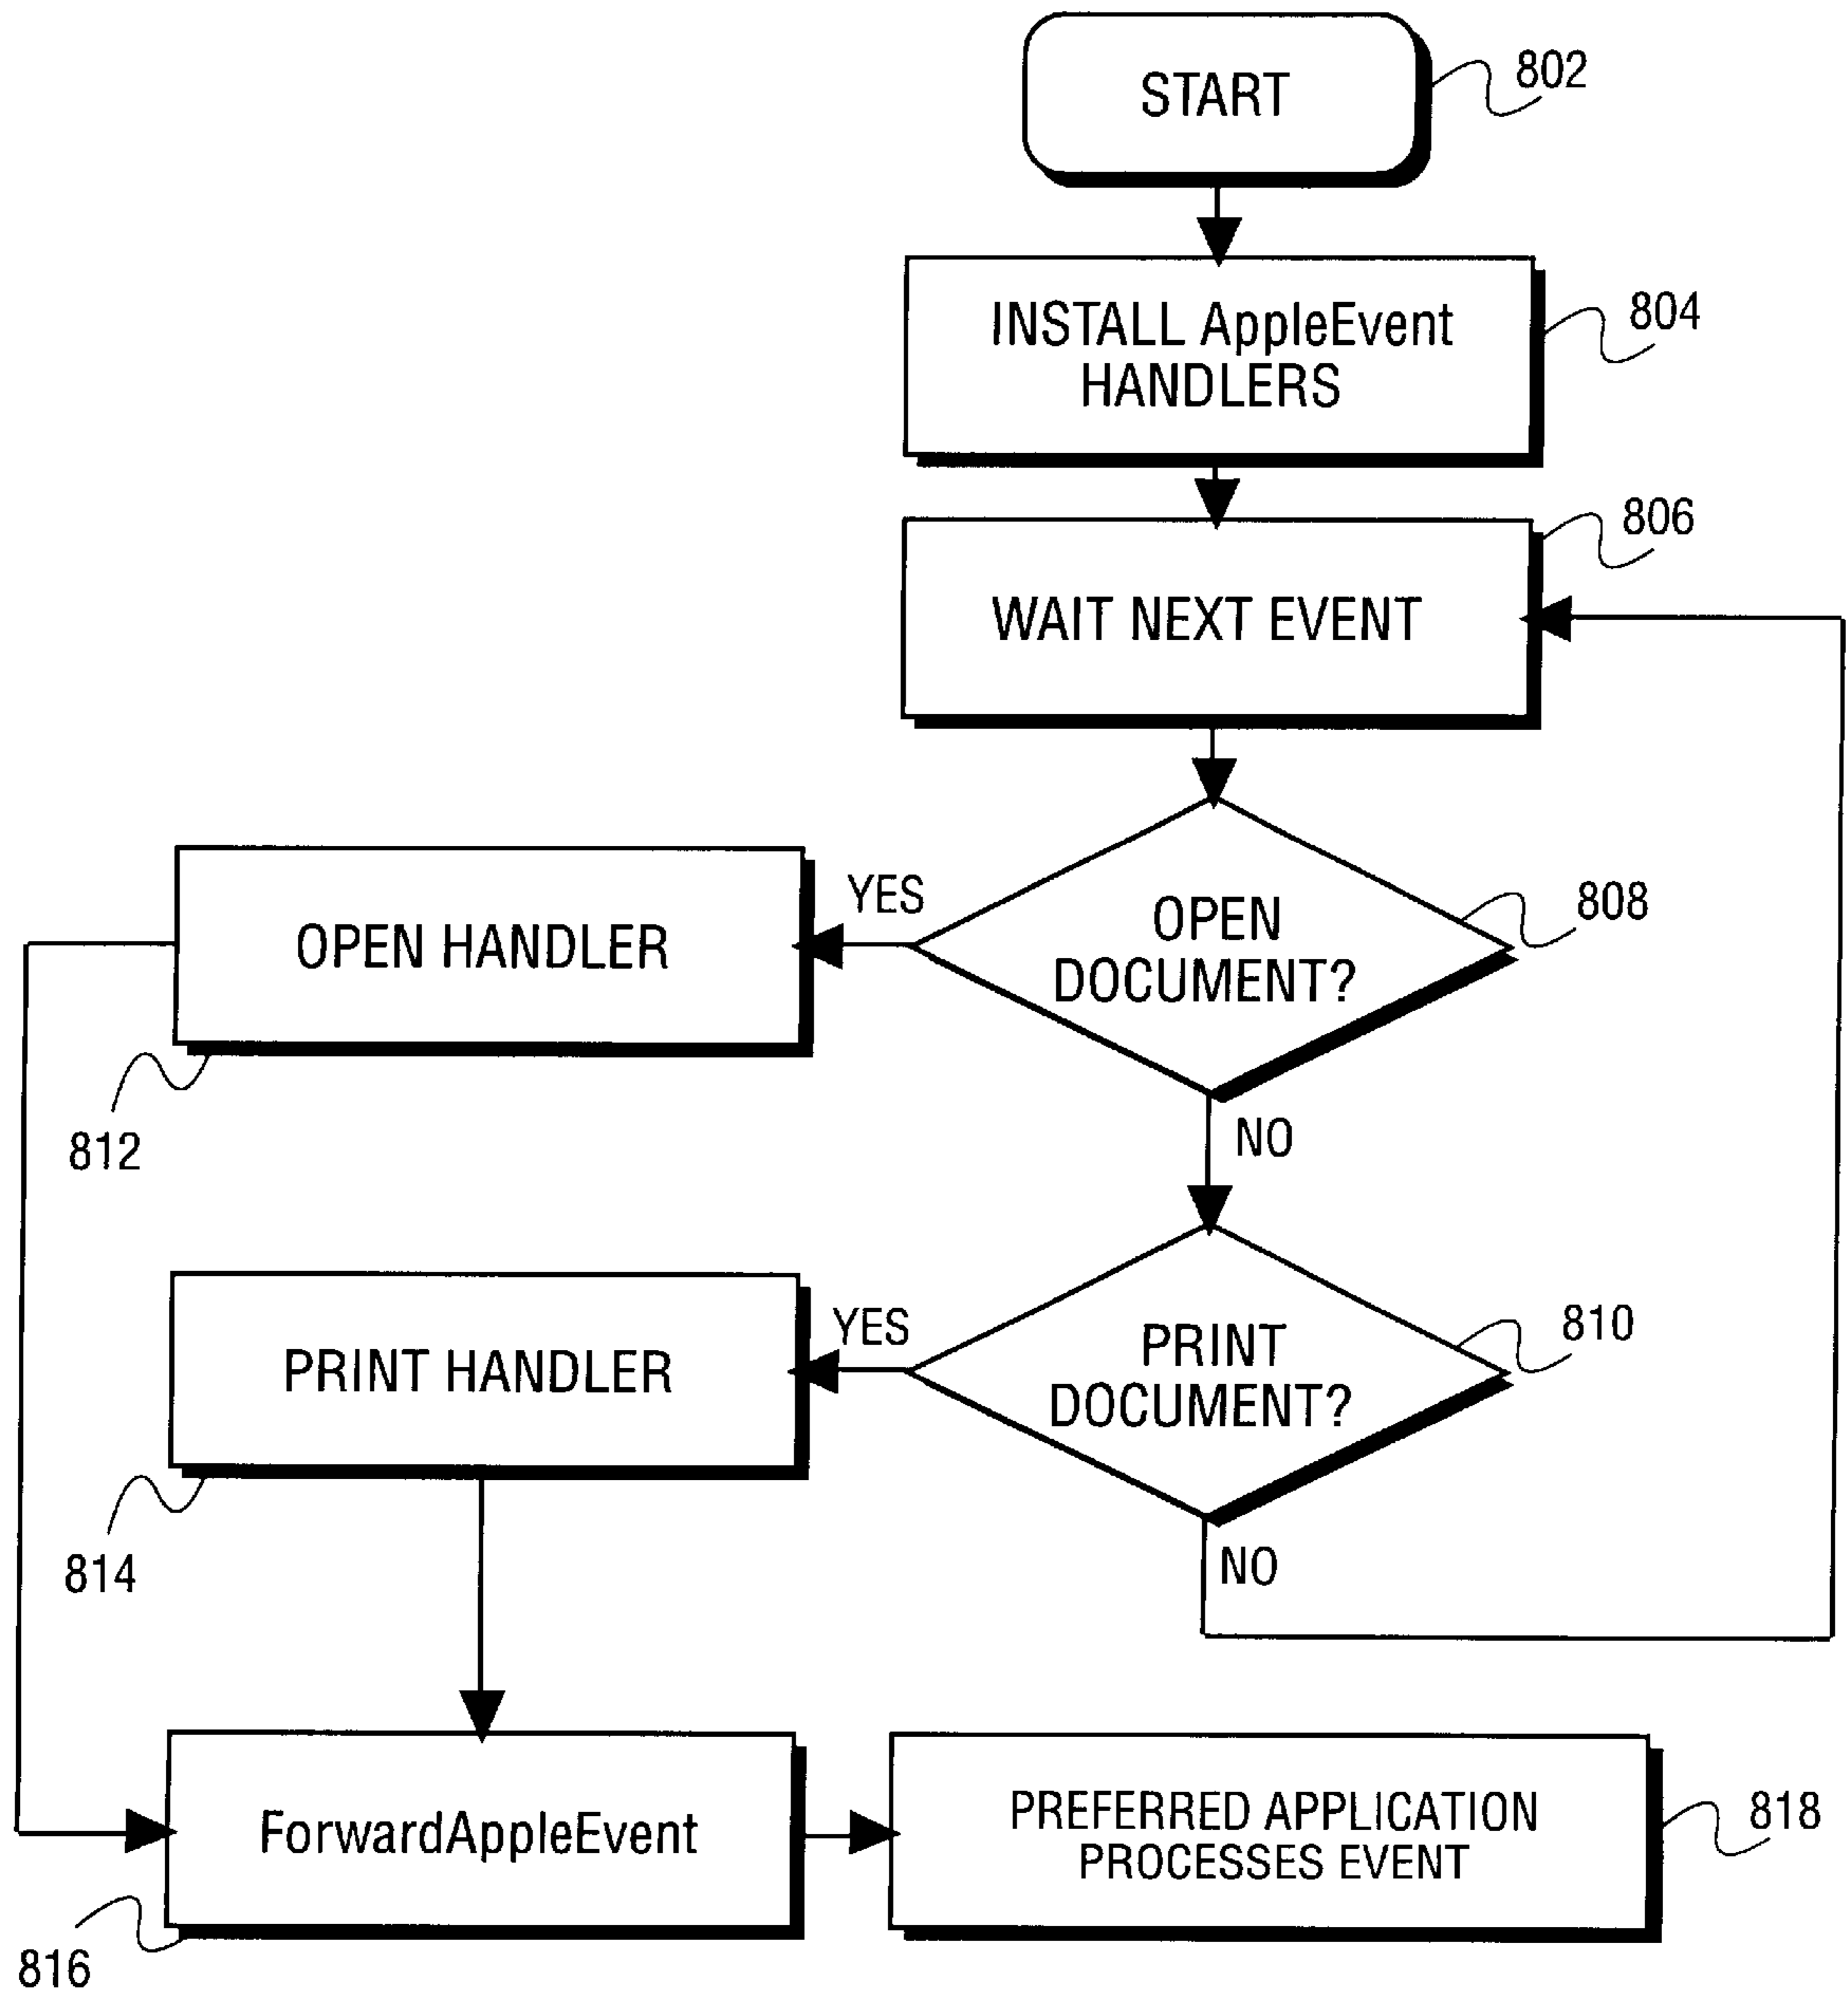 START
802
INSTALL AppleEvent
HANDLERS
804
WAIT NEXT EVENT
806
OPEN HANDLER
812
YES
OPEN
DOCUMENT?
808
NO
PRINT HANDLER
814
YES
PRINT
DOCUMENT?
810
NO
ForwardAppleEvent
816
PREFERRED APPLICATION
PROCESSES EVENT
818